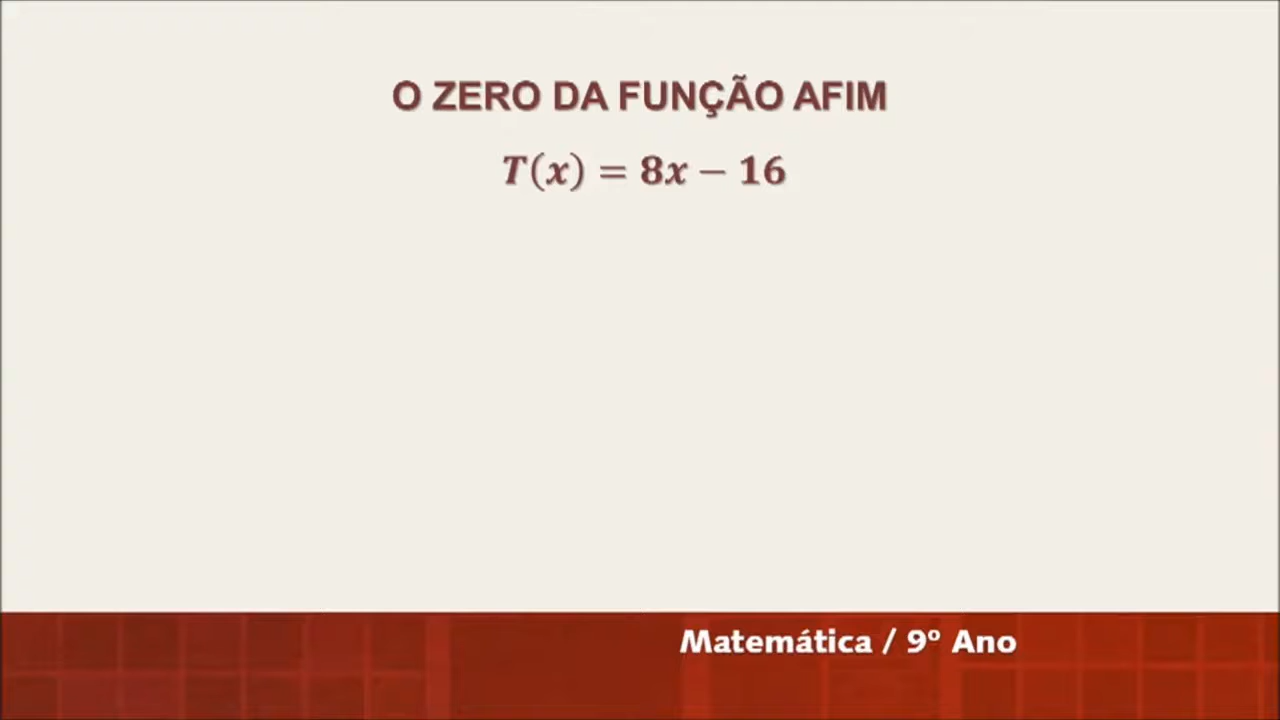 O ZERO DA FUNÇÃO AFIM
T(x) = 8x − 16
Matemática / 9º Ano